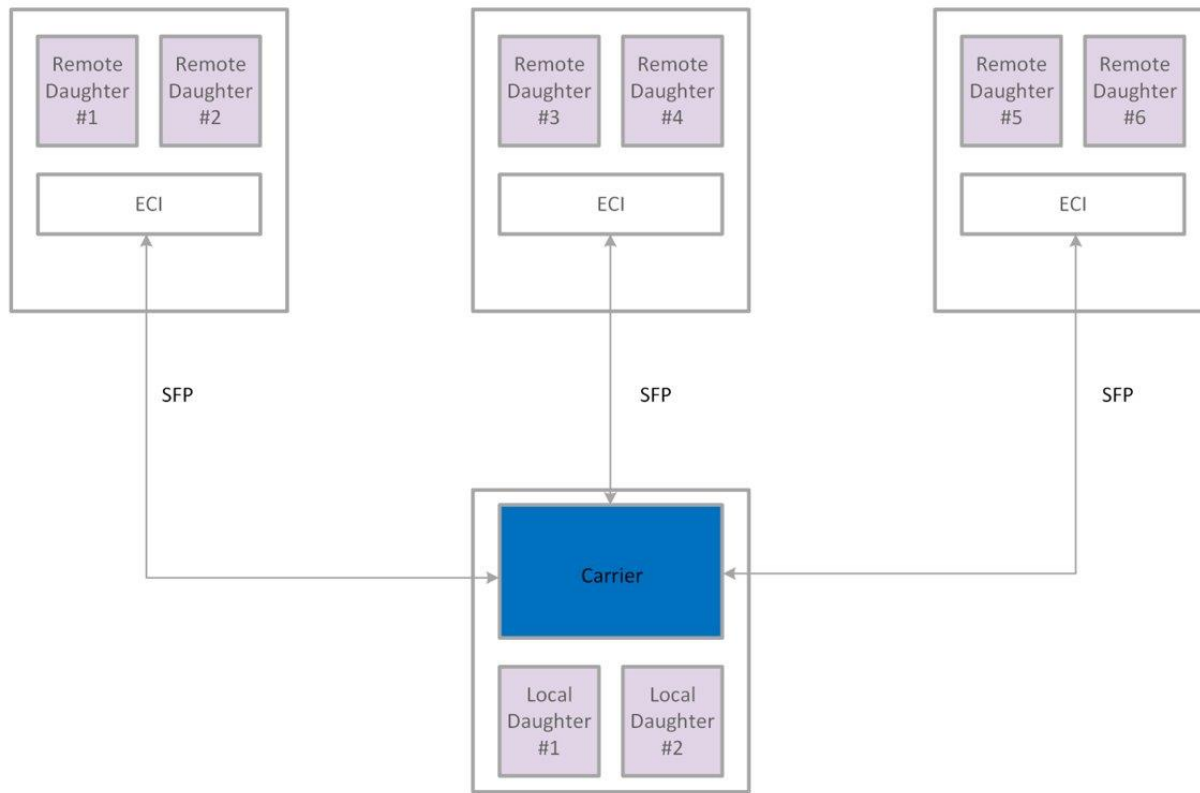 Remote
Daughter
#1
Remote
Daughter
#2
Remote
Daughter
#3
Remote
Daughter
#4
Remote
Daughter
#5
Remote
Daughter
#6
ECI
ECI
ECI
SFP
SFP
SFP
Carrier
Local
Daughter
#1
Local
Daughter
#2